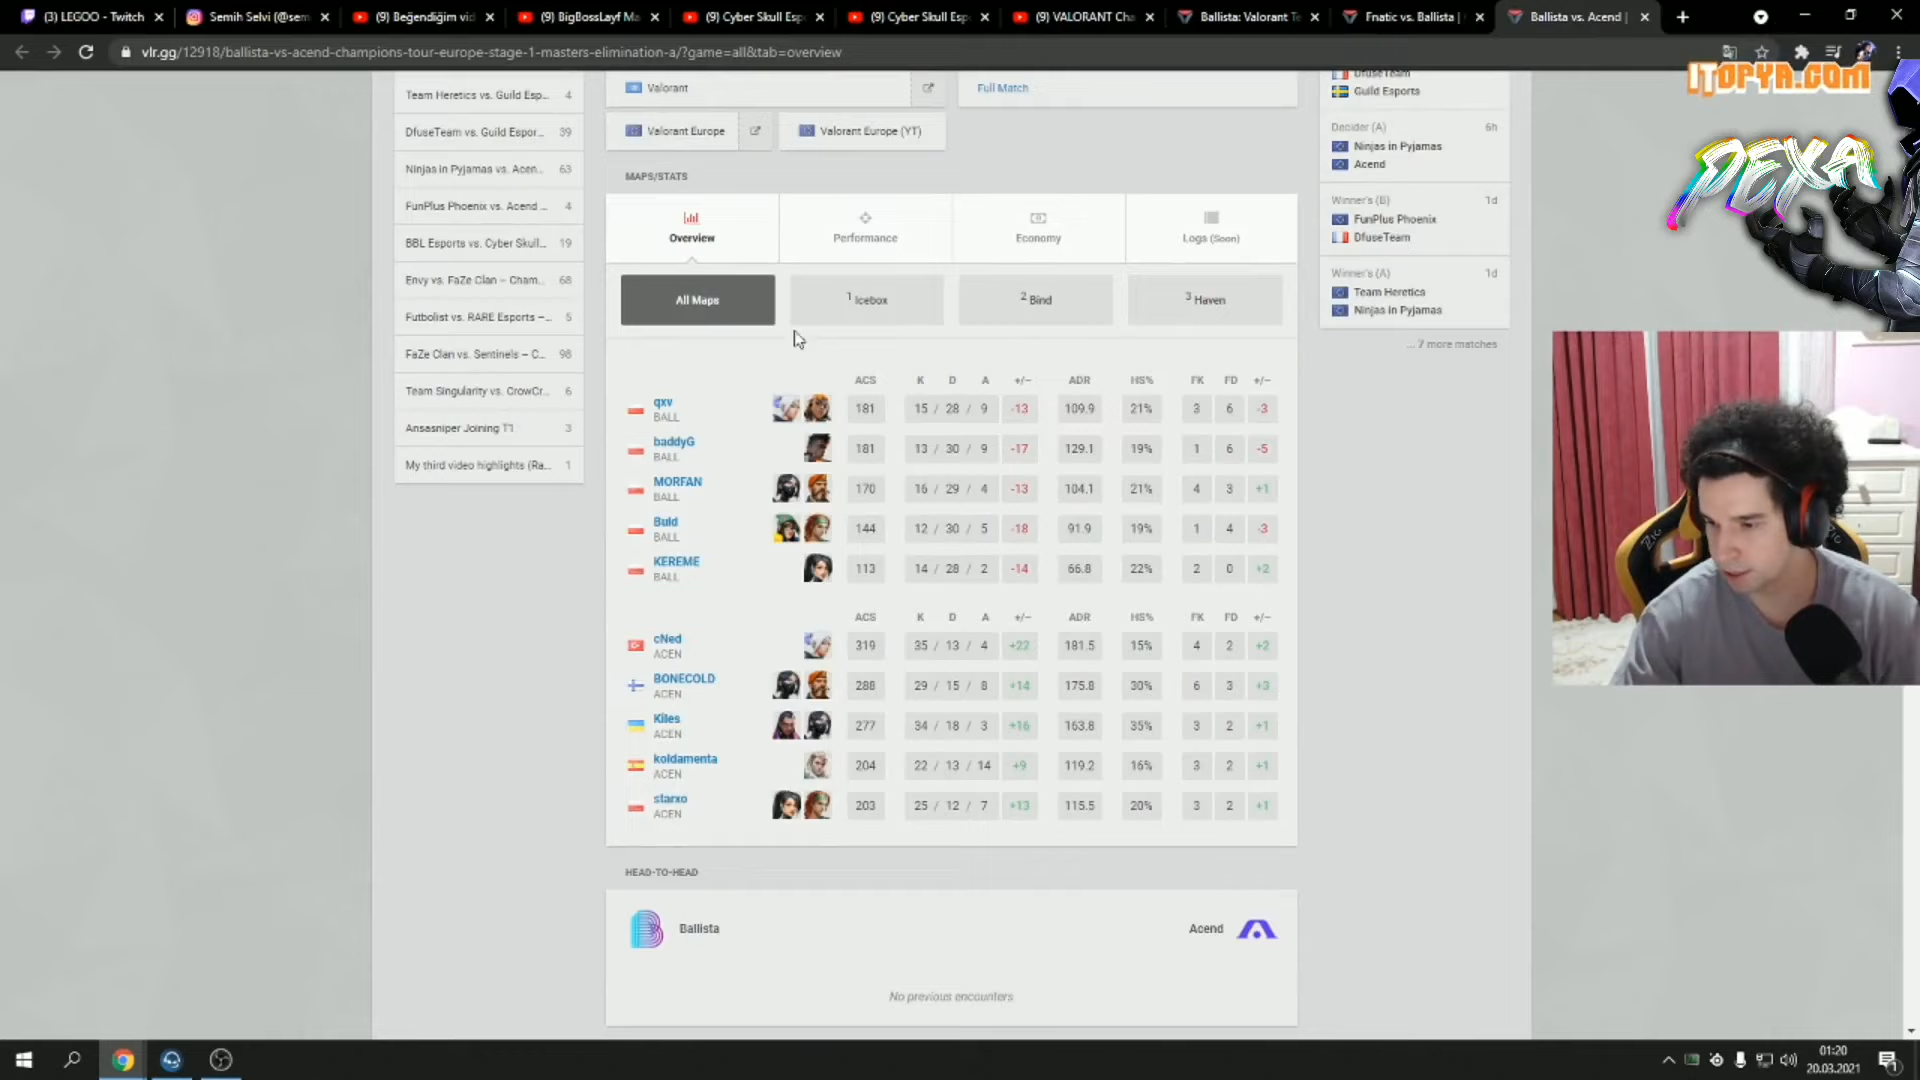 (3) LEGOO - Twitch
Semih Selvi (@sem
(9) Beğendiğim vid
(9) BigBossLayf Ma
(9) Cyber Skull Esp
(9) Cyber Skull Esp
(9) VALORANT Cha
Ballista: Valorant Te
Fnatic vs. Ballista |
Ballista vs. Acend |
vlr.gg/12918/ballista-vs-acend-champions-tour-europe-stage-1-masters-elimination-a/?game=all&tab=overview
İTOPYA.COM
PEXA
Team Heretics vs. Guild Esp... 4
DfuseTeam vs. Guild Espor... 39
Ninjas in Pyjamas vs. Acen... 63
FunPlus Phoenix vs. Acend ... 4
BBL Esports vs. Cyber Skull... 19
Envy vs. FaZe Clan – Cham... 68
Futbolist vs. RARE Esports –... 5
FaZe Clan vs. Sentinels – C... 98
Team Singularity vs. CrowCr... 6
Ansasniper Joining T1 3
My third video highlights (Ra... 1
Valorant
Full Match
Valorant Europe
Valorant Europe (YT)
MAPS/STATS
Overview
Performance
Economy
Logs (Soon)
All Maps
1 Icebox
2 Bind
3 Haven
ACS K D A +/– ADR HS% FK FD +/–
qxv BALL 181 15 / 28 / 9 -13 109.9 21% 3 6 -3
baddyG BALL 181 13 / 30 / 9 -17 129.1 19% 1 6 -5
MORFAN BALL 170 16 / 29 / 4 -13 104.1 21% 4 3 +1
Buld BALL 144 12 / 30 / 5 -18 91.9 19% 1 4 -3
KEREME BALL 113 14 / 28 / 2 -14 66.8 22% 2 0 +2
ACS K D A +/– ADR HS% FK FD +/–
cNed ACEN 319 35 / 13 / 4 +22 181.5 15% 4 2 +2
BONECOLD ACEN 288 29 / 15 / 8 +14 175.8 30% 6 3 +3
Kiles ACEN 277 34 / 18 / 3 +16 163.8 35% 3 2 +1
koldamenta ACEN 204 22 / 13 / 14 +9 119.2 16% 3 2 +1
starxo ACEN 203 25 / 12 / 7 +13 115.5 20% 3 2 +1
HEAD-TO-HEAD
Ballista
Acend
No previous encounters
DfuseTeam
Guild Esports
Decider (A) 6h
Ninjas in Pyjamas
Acend
Winner's (B) 1d
FunPlus Phoenix
DfuseTeam
Winner's (A) 1d
Team Heretics
Ninjas in Pyjamas
... 7 more matches
01:20
20.03.2021